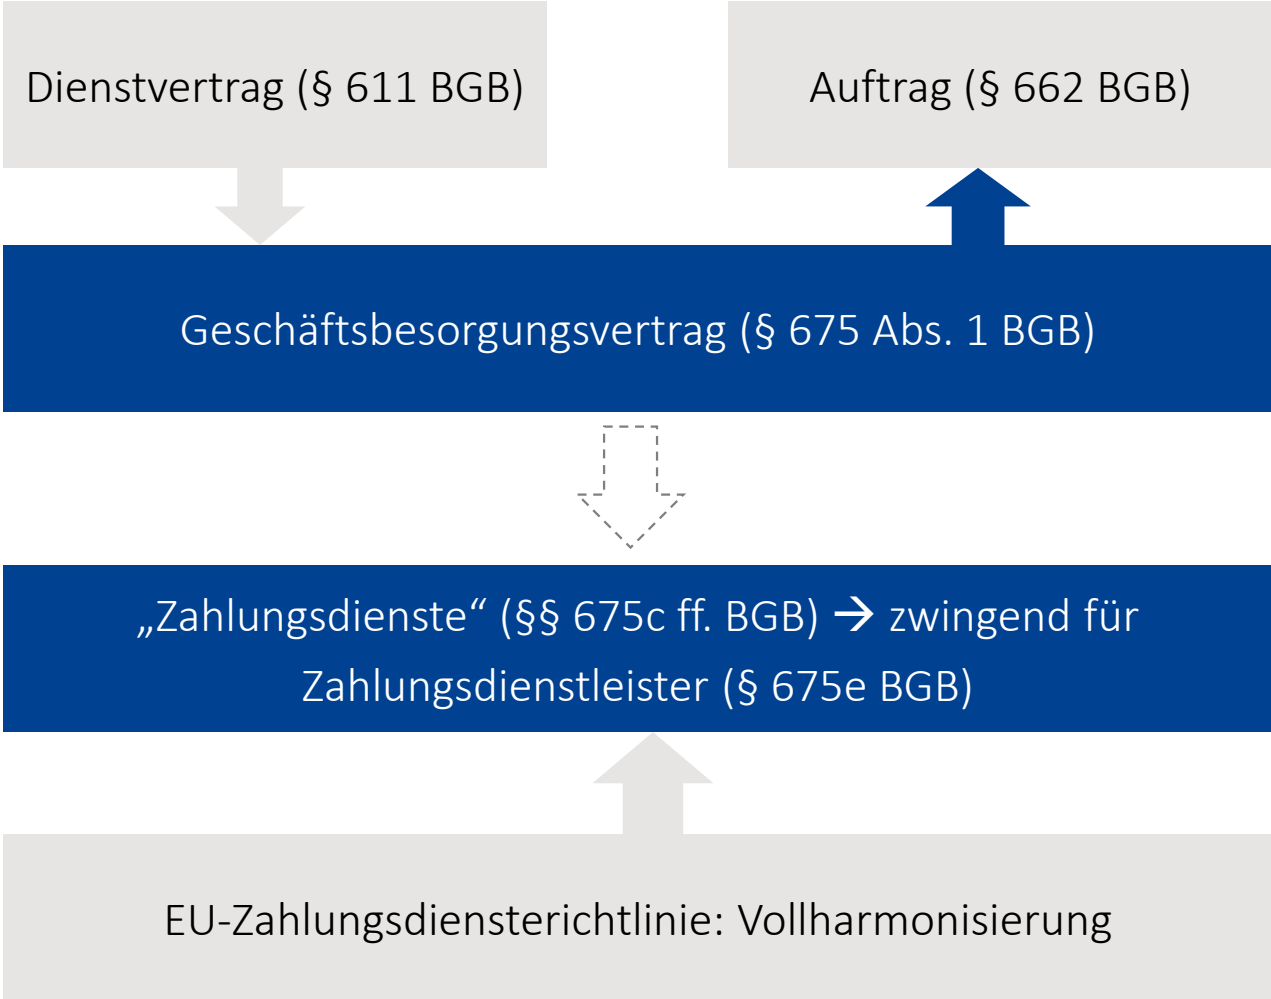 Dienstvertrag (§ 611 BGB)
Auftrag (§ 662 BGB)
Geschäftsbesorgungsvertrag (§ 675 Abs. 1 BGB)
„Zahlungsdienste“ (§§ 675c ff. BGB) → zwingend für
Zahlungsdienstleister (§ 675e BGB)
EU-Zahlungsdiensterichtlinie: Vollharmonisierung